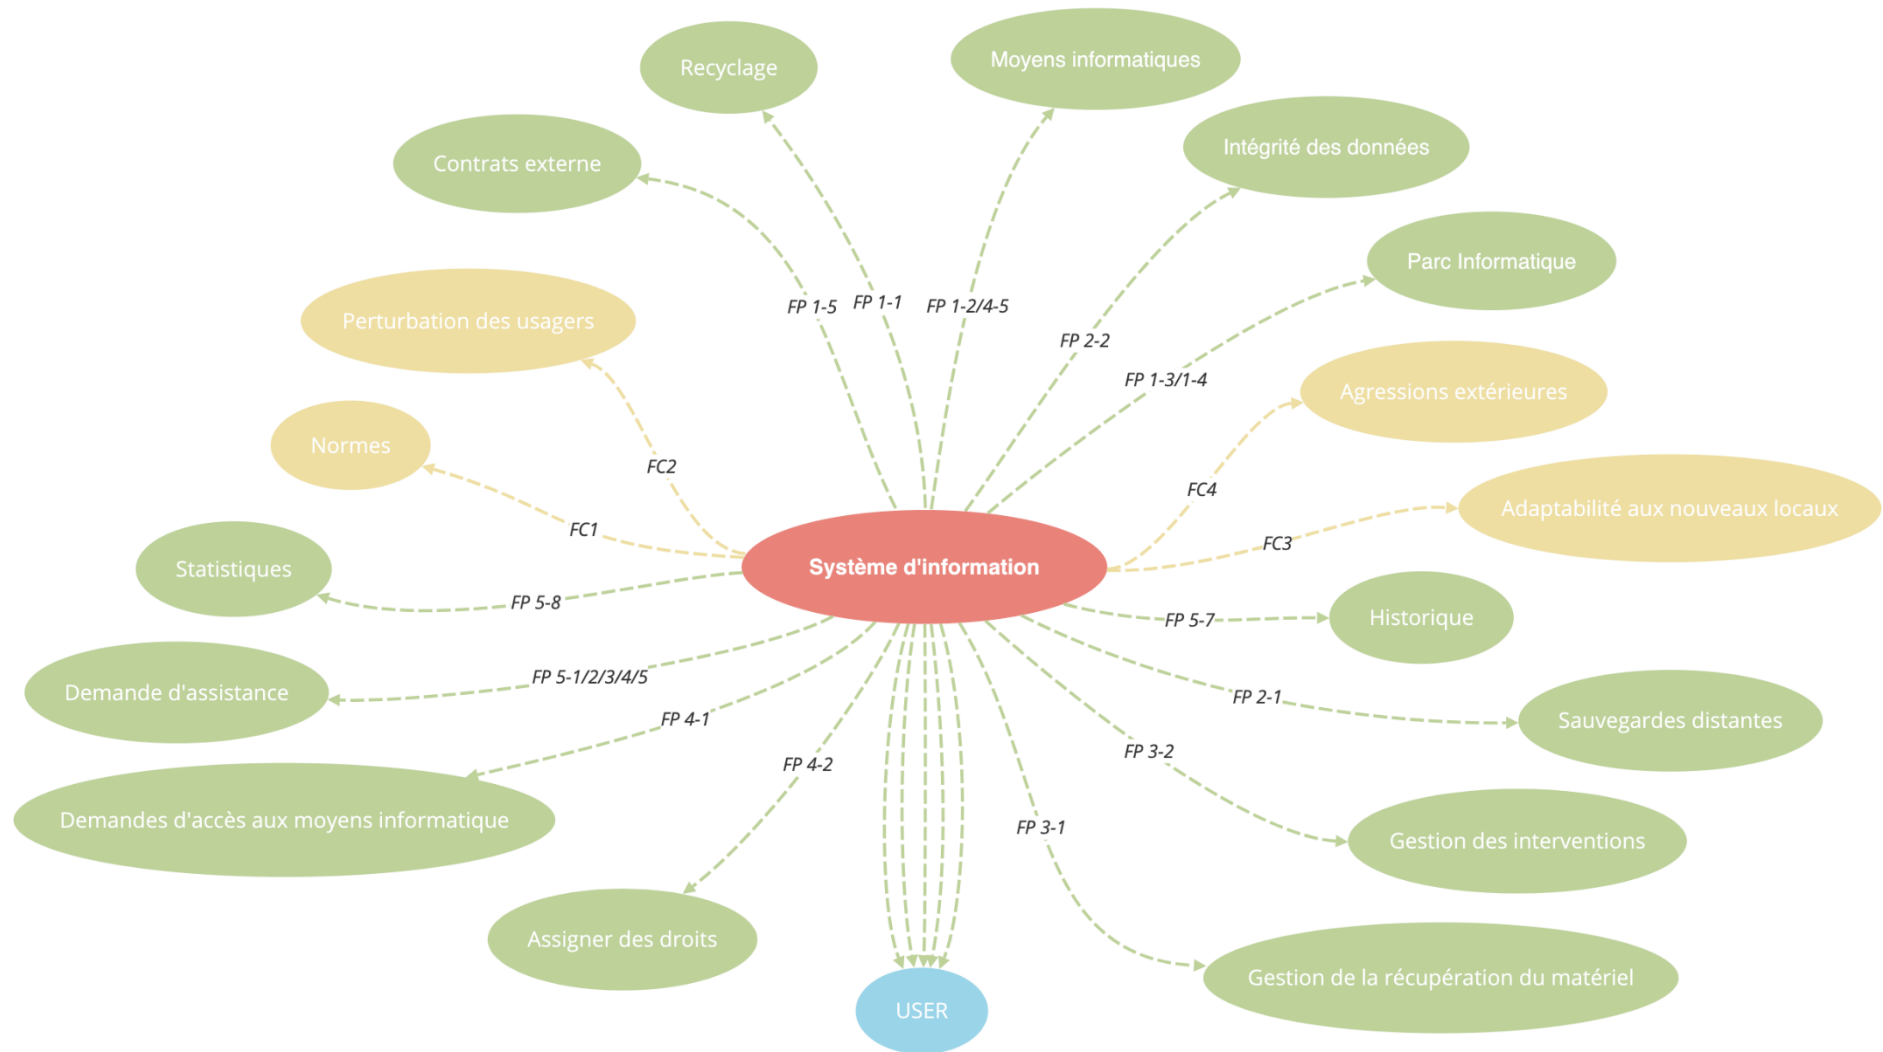 Moyens informatiques
Recyclage
Intégrité des données
Contrats externe
Parc Informatique
FP 1-5
FP 1-1
FP 1-2/4-5
Perturbation des usagers
FP 2-2
FP 1-3/1-4
Agressions extérieures
Normes
FC2
FC4
Adaptabilité aux nouveaux locaux
FC1
FC3
Système d'information
Statistiques
FP 5-8
Historique
FP 5-7
FP 5-1/2/3/4/5
Demande d'assistance
FP 2-1
FP 4-1
Sauvegardes distantes
FP 3-2
FP 4-2
Demandes d'accès aux moyens informatique
FP 3-1
Gestion des interventions
Assigner des droits
Gestion de la récupération du matériel
USER